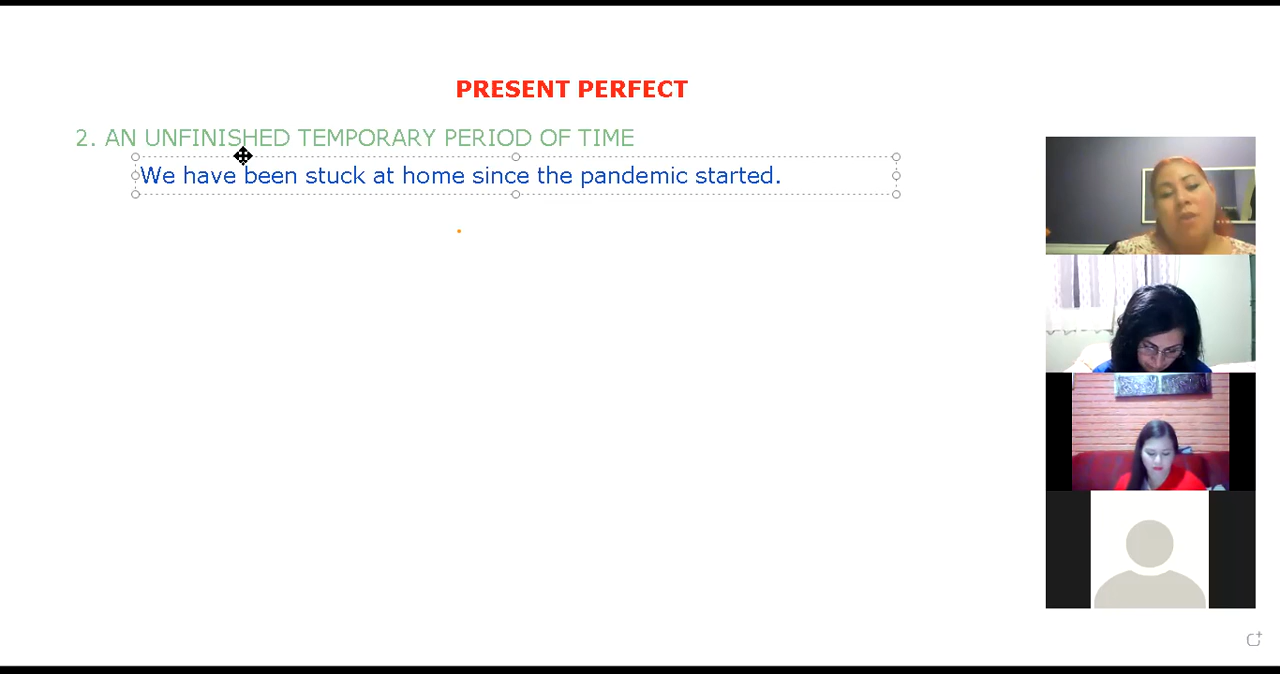 PRESENT PERFECT
2. AN UNFINISHED TEMPORARY PERIOD OF TIME
We have been stuck at home since the pandemic started.